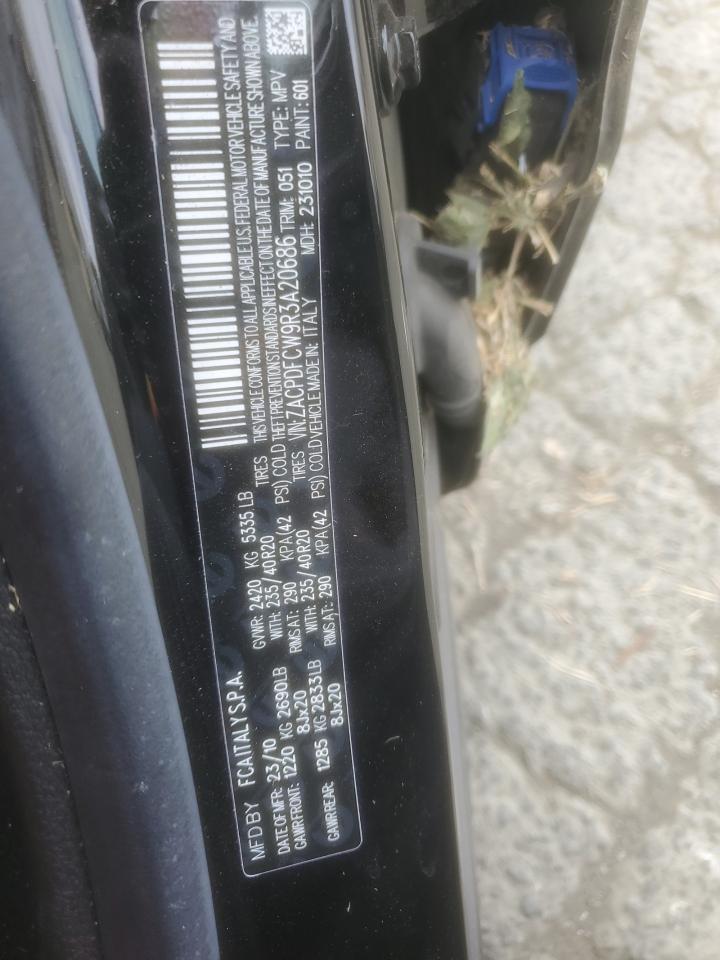 MFD BY FCA ITALY S.P.A.
DATE OF MFR: 23/10 GVWR: 2420 KG 5335 LB
GAWR FRONT: 1220 KG 2690LB WITH: 235/40R20 TIRES
8Jx20 RIMS AT: 290 KPA(42 PSI) COLD
GAWR REAR: 1285 KG 2833LB WITH: 235/40R20 TIRES
8Jx20 RIMS AT: 290 KPA(42 PSI) COLD
THIS VEHICLE CONFORMS TO ALL APPLICABLE U.S. FEDERAL MOTOR VEHICLE SAFETY AND
THEFT PREVENTION STANDARDS IN EFFECT ON THE DATE OF MANUFACTURE SHOWN ABOVE.
VIN: ZACPDFCW9R3A20686 TRIM: 051 TYPE: MPV
VEHICLE MADE IN: ITALY MDH: 231010 PAINT: 601